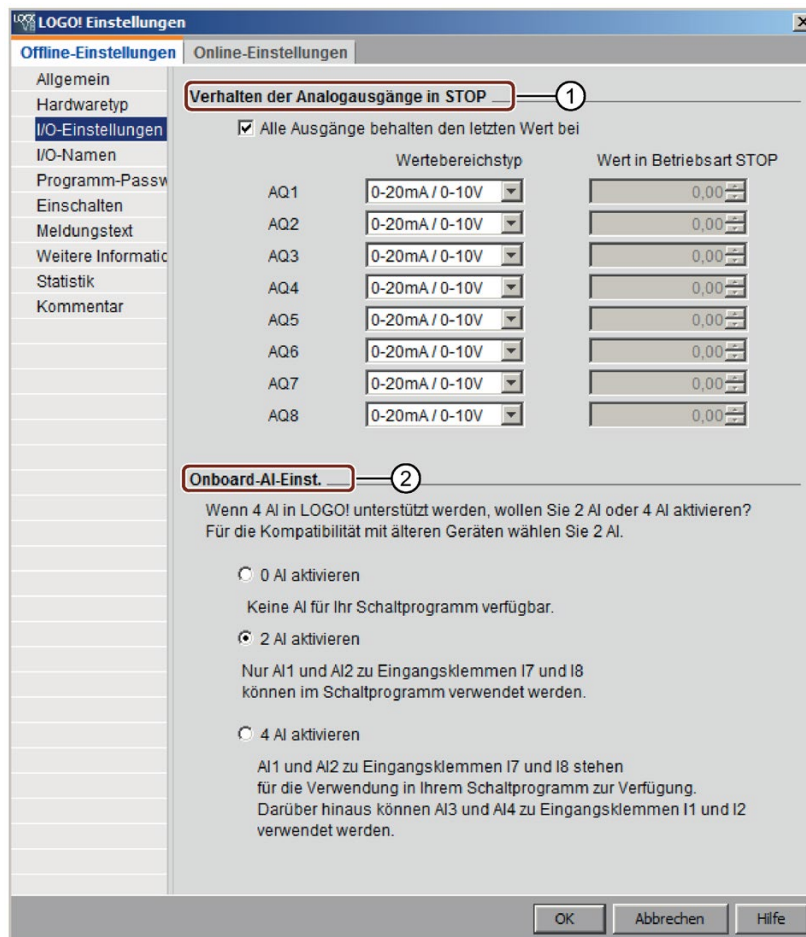 LOGO! Einstellungen
Offline-Einstellungen Online-Einstellungen
Allgemein
Hardwaretyp
I/O-Einstellungen
I/O-Namen
Programm-Passw
Einschalten
Meldungstext
Weitere Informatic
Statistik
Kommentar
Verhalten der Analogausgänge in STOP 1
Alle Ausgänge behalten den letzten Wert bei
Wertebereichstyp Wert in Betriebsart STOP
AQ1 0-20mA / 0-10V 0,00
AQ2 0-20mA / 0-10V 0,00
AQ3 0-20mA / 0-10V 0,00
AQ4 0-20mA / 0-10V 0,00
AQ5 0-20mA / 0-10V 0,00
AQ6 0-20mA / 0-10V 0,00
AQ7 0-20mA / 0-10V 0,00
AQ8 0-20mA / 0-10V 0,00
Onboard-AI-Einst. 2
Wenn 4 AI in LOGO! unterstützt werden, wollen Sie 2 AI oder 4 AI aktivieren?
Für die Kompatibilität mit älteren Geräten wählen Sie 2 AI.
0 AI aktivieren
Keine AI für Ihr Schaltprogramm verfügbar.
2 AI aktivieren
Nur AI1 und AI2 zu Eingangsklemmen I7 und I8
können im Schaltprogramm verwendet werden.
4 AI aktivieren
AI1 und AI2 zu Eingangsklemmen I7 und I8 stehen
für die Verwendung in Ihrem Schaltprogramm zur Verfügung.
Darüber hinaus können AI3 und AI4 zu Eingangsklemmen I1 und I2
verwendet werden.
OK Abbrechen Hilfe